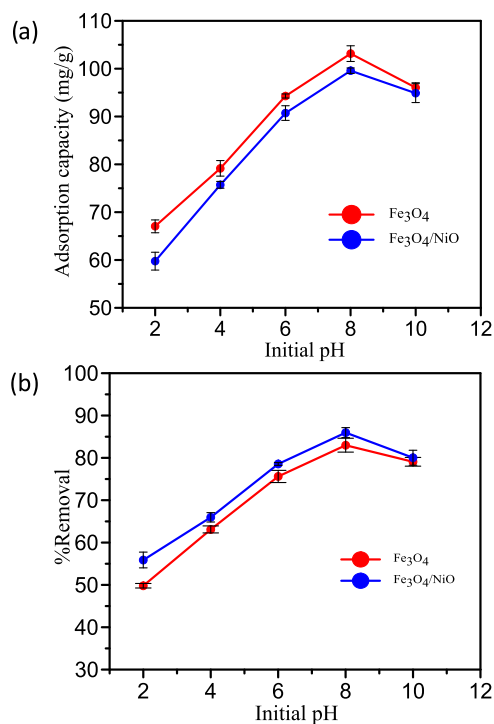 (a)
110
100
90
80
70
60
50
Adsorption capacity (mg/g)
Fe3O4
Fe3O4/NiO
2 4 6 8 10 12
Initial pH
(b)
100
90
80
70
60
50
40
30
%Removal
Fe3O4
Fe3O4/NiO
2 4 6 8 10 12
Initial pH